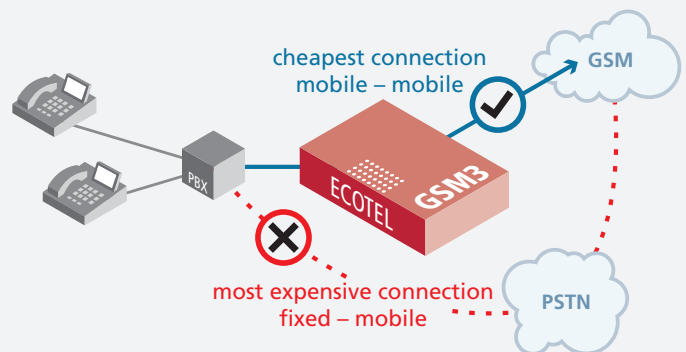 cheapest connection
mobile – mobile
GSM
PBX
ECOTEL
GSM3
most expensive connection
fixed – mobile
PSTN